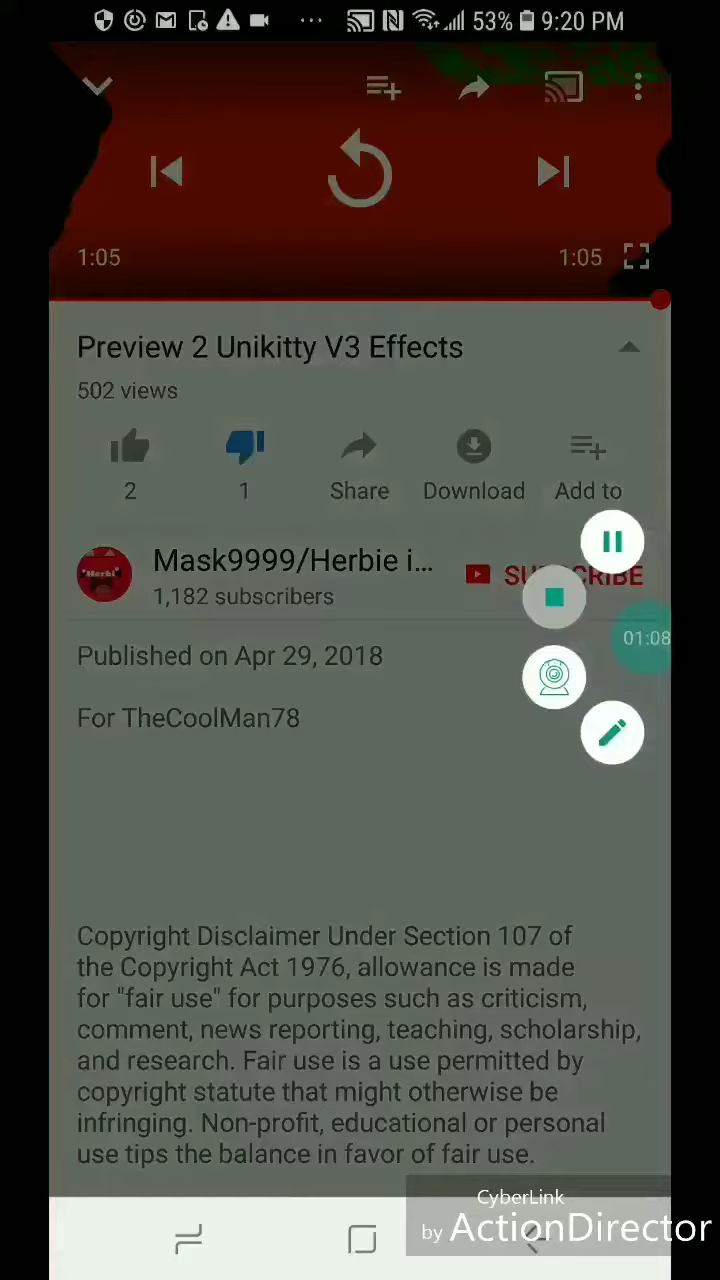 53% 9:20 PM
1:05
1:05
Preview 2 Unikitty V3 Effects
502 views
2
1
Share
Download
Add to
Mask9999/Herbie i...
SUBSCRIBE
1,182 subscribers
01:08
Published on Apr 29, 2018
For TheCoolMan78
Copyright Disclaimer Under Section 107 of
the Copyright Act 1976, allowance is made
for "fair use" for purposes such as criticism,
comment, news reporting, teaching, scholarship,
and research. Fair use is a use permitted by
copyright statute that might otherwise be
infringing. Non-profit, educational or personal
use tips the balance in favor of fair use.
CyberLink
by ActionDirector